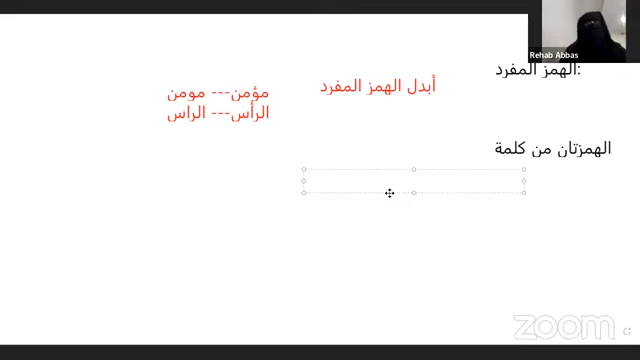 Rehab Abbas
الهمز المفرد:
أبدل الهمز المفرد
مؤمن--- مومن
الرأس--- الراس
الهمزتان من كلمة
zoom